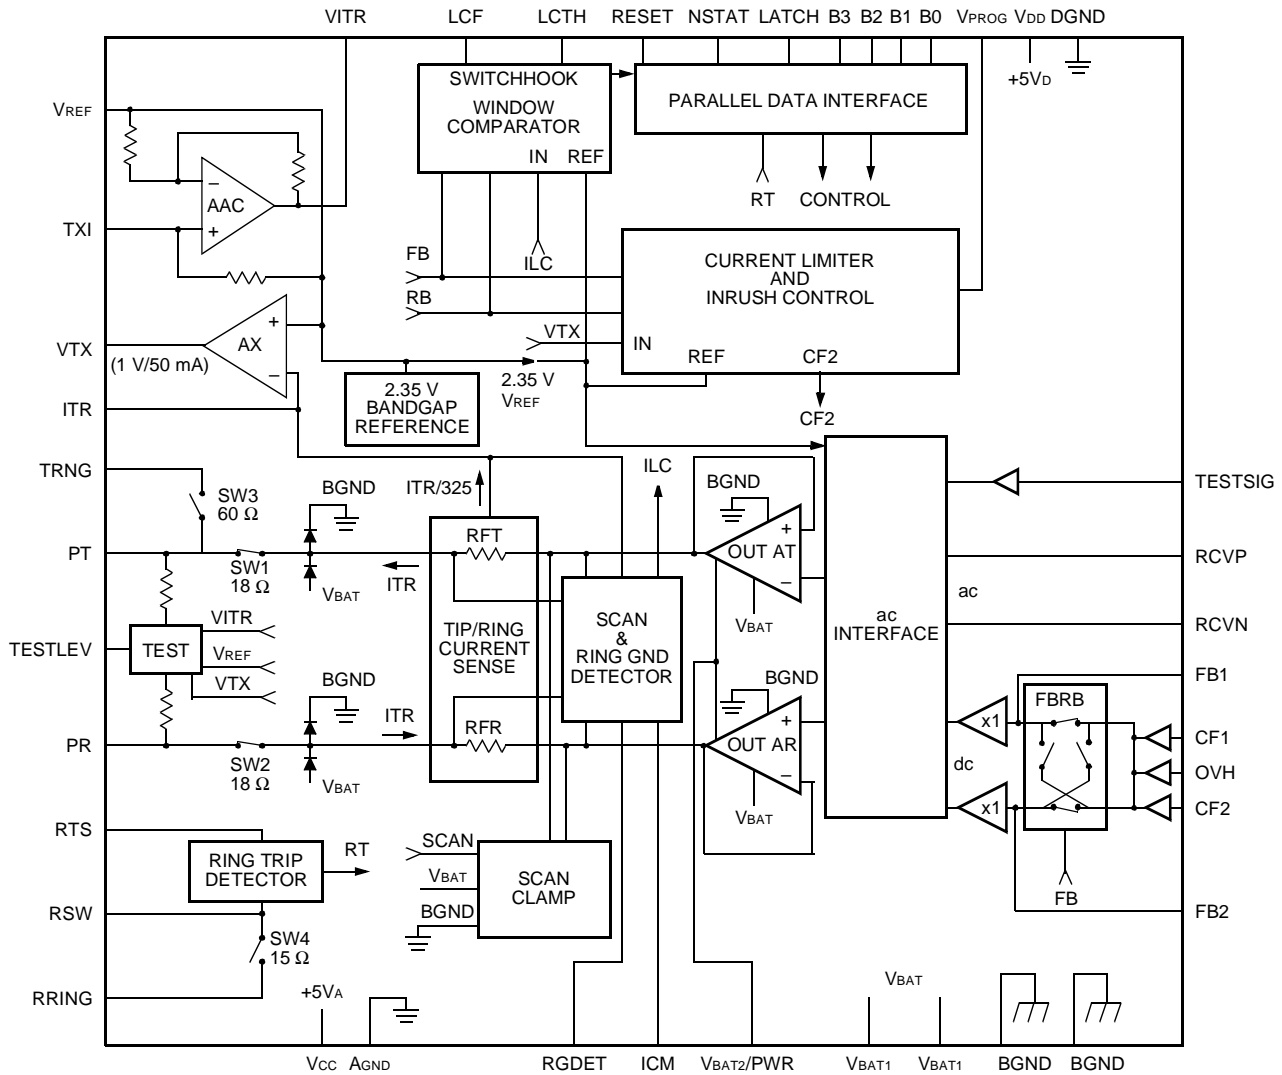 VITR LCF LCTH RESET NSTAT LATCH B3 B2 B1 B0 VPROG VDD DGND
+5VD
SWITCHHOOK
WINDOW
COMPARATOR
IN REF
PARALLEL DATA INTERFACE
RT CONTROL
VREF
AAC
−
+
TXI
FB
RB
ILC
CURRENT LIMITER
AND
INRUSH CONTROL
VTX
IN
REF CF2
CF2
+
AX
−
VTX
(1 V/50 mA)
2.35 V
VREF
2.35 V
BANDGAP
REFERENCE
ITR
TRNG
SW3
60 Ω
BGND
ITR/325
ILC
BGND
TESTSIG
PT
SW1
18 Ω
VBAT
ITR
RFT
+
OUT AT
−
VBAT
RCVP
ac
ac
INTERFACE
TESTLEV
TEST
VITR
VREF
VTX
TIP/RING
CURRENT
SENSE
SCAN
&
RING GND
DETECTOR
RCVN
FB1
BGND
ITR
BGND
FBRB
PR
SW2
18 Ω
VBAT
RFR
+
OUT AR
−
VBAT
x1
dc
x1
CF1
OVH
CF2
RTS
RING TRIP
DETECTOR
RT
SCAN
VBAT
BGND
SCAN
CLAMP
FB
FB2
RSW
SW4
15 Ω
RRING
+5VA
VBAT
VCC AGND RGDET ICM VBAT2/PWR VBAT1 VBAT1 BGND BGND